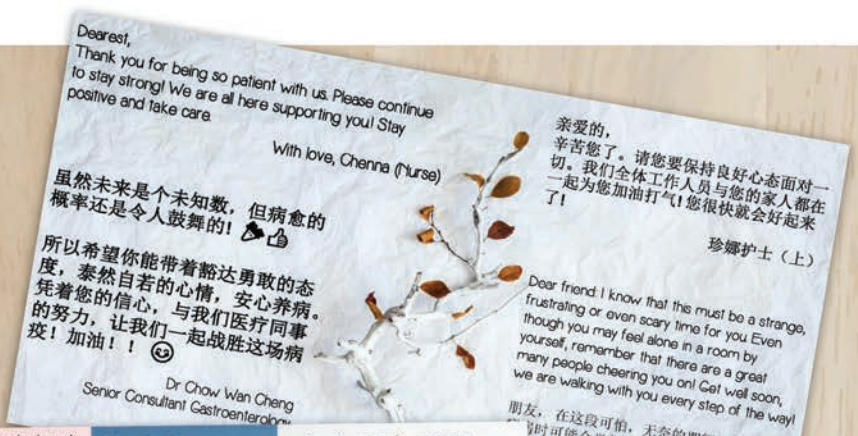 Dearest,
Thank you for being so patient with us. Please continue
to stay strong! We are all here supporting you! Stay
positive and take care.
With love, Chenna (Nurse)
虽然未来是个未知数，但病愈的
概率还是令人鼓舞的！
所以希望你能带着豁达勇敢的态
度，泰然自若的心情，安心养病。
凭着您的信心，与我们医疗同事
的努力，让我们一起战胜这场病
疫！加油！！
Dr Chow Wan Cheng
Senior Consultant Gastroenterology
亲爱的，
辛苦您了。请您要保持良好心态面对一
切。我们全体工作人员与您的家人都在
一起为您加油打气！您很快就会好起来
了！
珍娜护士（上）
Dear friend: I know that this must be a strange,
frustrating or even scary time for you Even
though you may feel alone in a room by
yourself, remember that there are a great
many people cheering you on! Get well soon,
we are walking with you every step of the way!
朋友，在这段可怕，无奈的